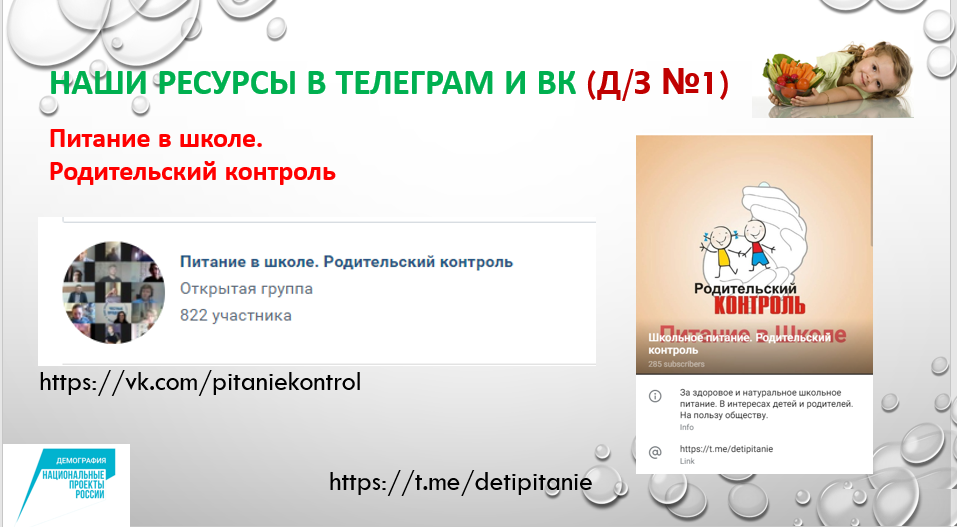 НАШИ РЕСУРСЫ В ТЕЛЕГРАМ И ВК (Д/З №1)
Питание в школе.
Родительский контроль
Питание в школе. Родительский контроль
Открытая группа
822 участника
https://vk.com/pitaniekontrol
Родительский
КОНТРОЛЬ
Питание в Школе
Школьное питание. Родительский
контроль
285 subscribers
За здоровое и натуральное школьное
питание. В интересах детей и родителей.
На пользу обществу.
Info
https://t.me/detipitanie
Link
ДЕМОГРАФИЯ
НАЦИОНАЛЬНЫЕ
ПРОЕКТЫ
РОССИИ
https://t.me/detipitanie